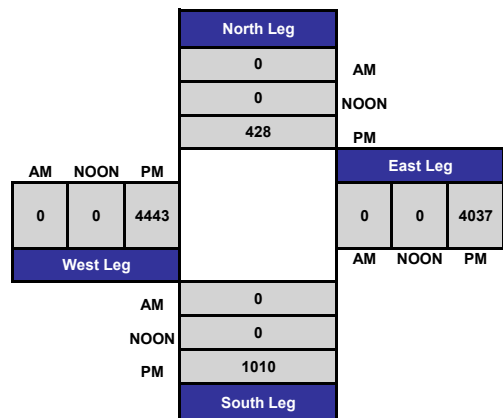 North Leg
0 AM
0 NOON
428 PM
AM NOON PM East Leg
0 0 4443 0 0 4037
West Leg AM NOON PM
AM 0
NOON 0
PM 1010
South Leg